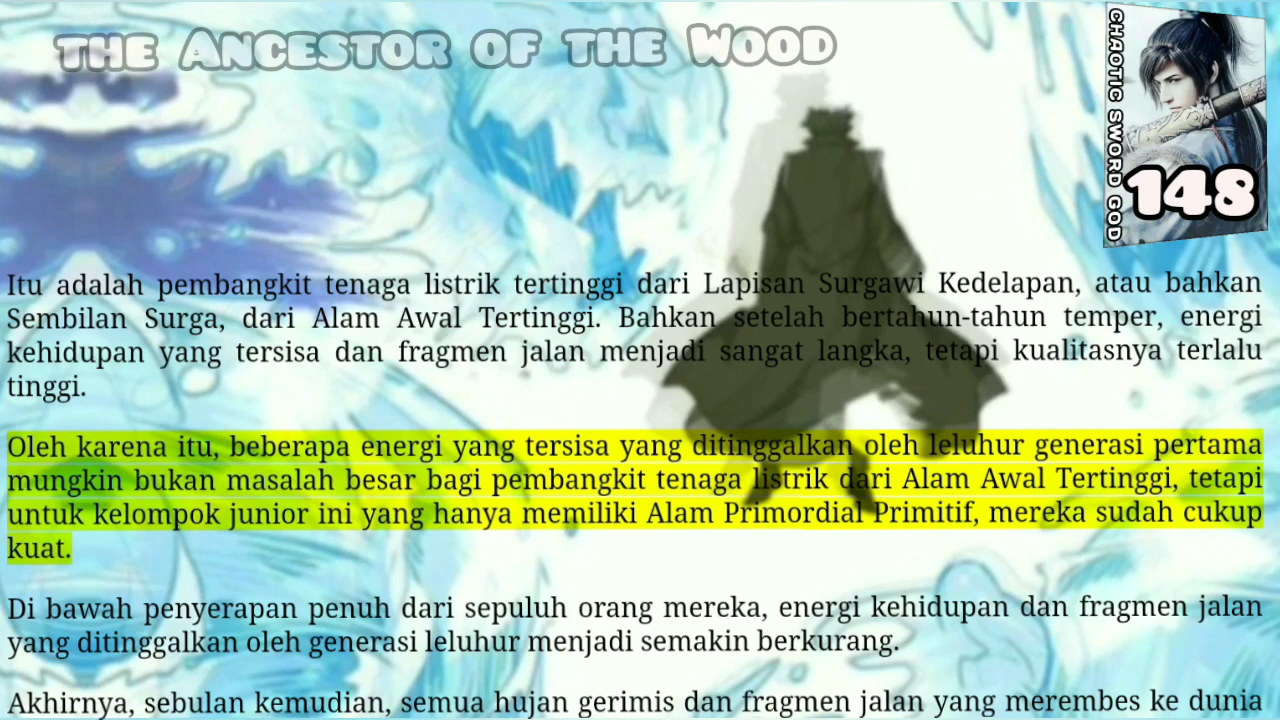 THE ANCESTOR OF THE WOOD
CHAOTIC SWORD GOD
148
Itu adalah pembangkit tenaga listrik tertinggi dari Lapisan Surgawi Kedelapan, atau bahkan
Sembilan Surga, dari Alam Awal Tertinggi. Bahkan setelah bertahun-tahun temper, energi
kehidupan yang tersisa dan fragmen jalan menjadi sangat langka, tetapi kualitasnya terlalu
tinggi.
Oleh karena itu, beberapa energi yang tersisa yang ditinggalkan oleh leluhur generasi pertama
mungkin bukan masalah besar bagi pembangkit tenaga listrik dari Alam Awal Tertinggi, tetapi
untuk kelompok junior ini yang hanya memiliki Alam Primordial Primitif, mereka sudah cukup
kuat.
Di bawah penyerapan penuh dari sepuluh orang mereka, energi kehidupan dan fragmen jalan
yang ditinggalkan oleh generasi leluhur menjadi semakin berkurang.
Akhirnya, sebulan kemudian, semua hujan gerimis dan fragmen jalan yang merembes ke dunia